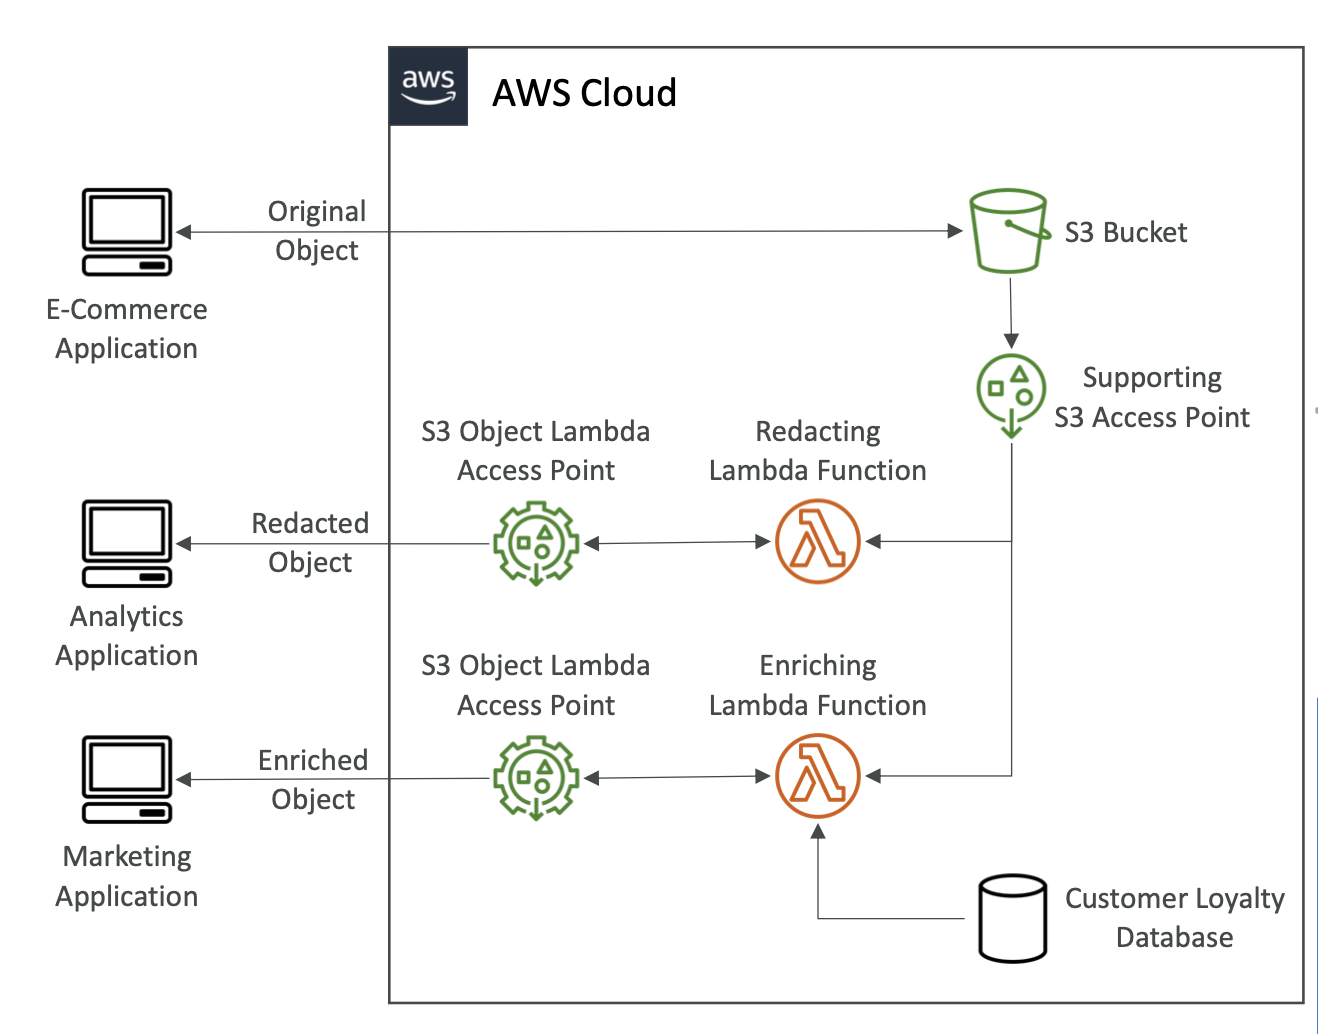 aws
AWS Cloud
Original
Object
S3 Bucket
E-Commerce
Application
Supporting
S3 Access Point
S3 Object Lambda
Access Point
Redacting
Lambda Function
Redacted
Object
Analytics
Application
S3 Object Lambda
Access Point
Enriching
Lambda Function
Enriched
Object
Marketing
Application
Customer Loyalty
Database